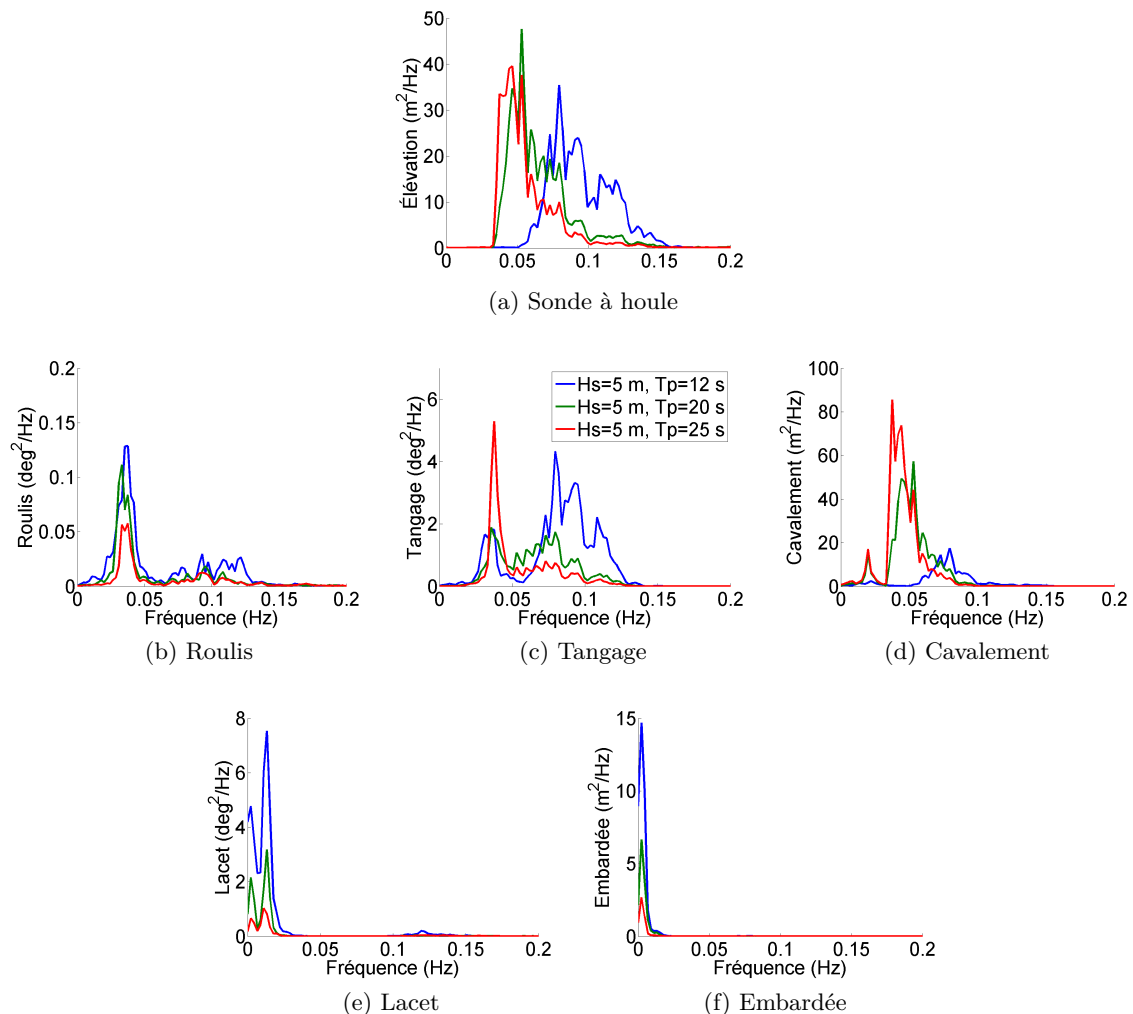 50
40
30
20
10
0
Élévation (m²/Hz)
0 0.05 0.1 0.15 0.2
(a) Sonde à houle
0.2
0.15
0.1
0.05
0
Roulis (deg²/Hz)
0 0.05 0.1 0.15 0.2
Fréquence (Hz)
(b) Roulis
6
4
2
0
Tangage (deg²/Hz)
Hs=5 m, Tp=12 s
Hs=5 m, Tp=20 s
Hs=5 m, Tp=25 s
0 0.05 0.1 0.15 0.2
Fréquence (Hz)
(c) Tangage
100
80
60
40
20
0
Cavalement (m²/Hz)
0 0.05 0.1 0.15 0.2
Fréquence (Hz)
(d) Cavalement
8
6
4
2
0
Lacet (deg²/Hz)
0 0.05 0.1 0.15 0.2
Fréquence (Hz)
(e) Lacet
15
10
5
0
Embardée (m²/Hz)
0 0.05 0.1 0.15 0.2
Fréquence (Hz)
(f) Embardée